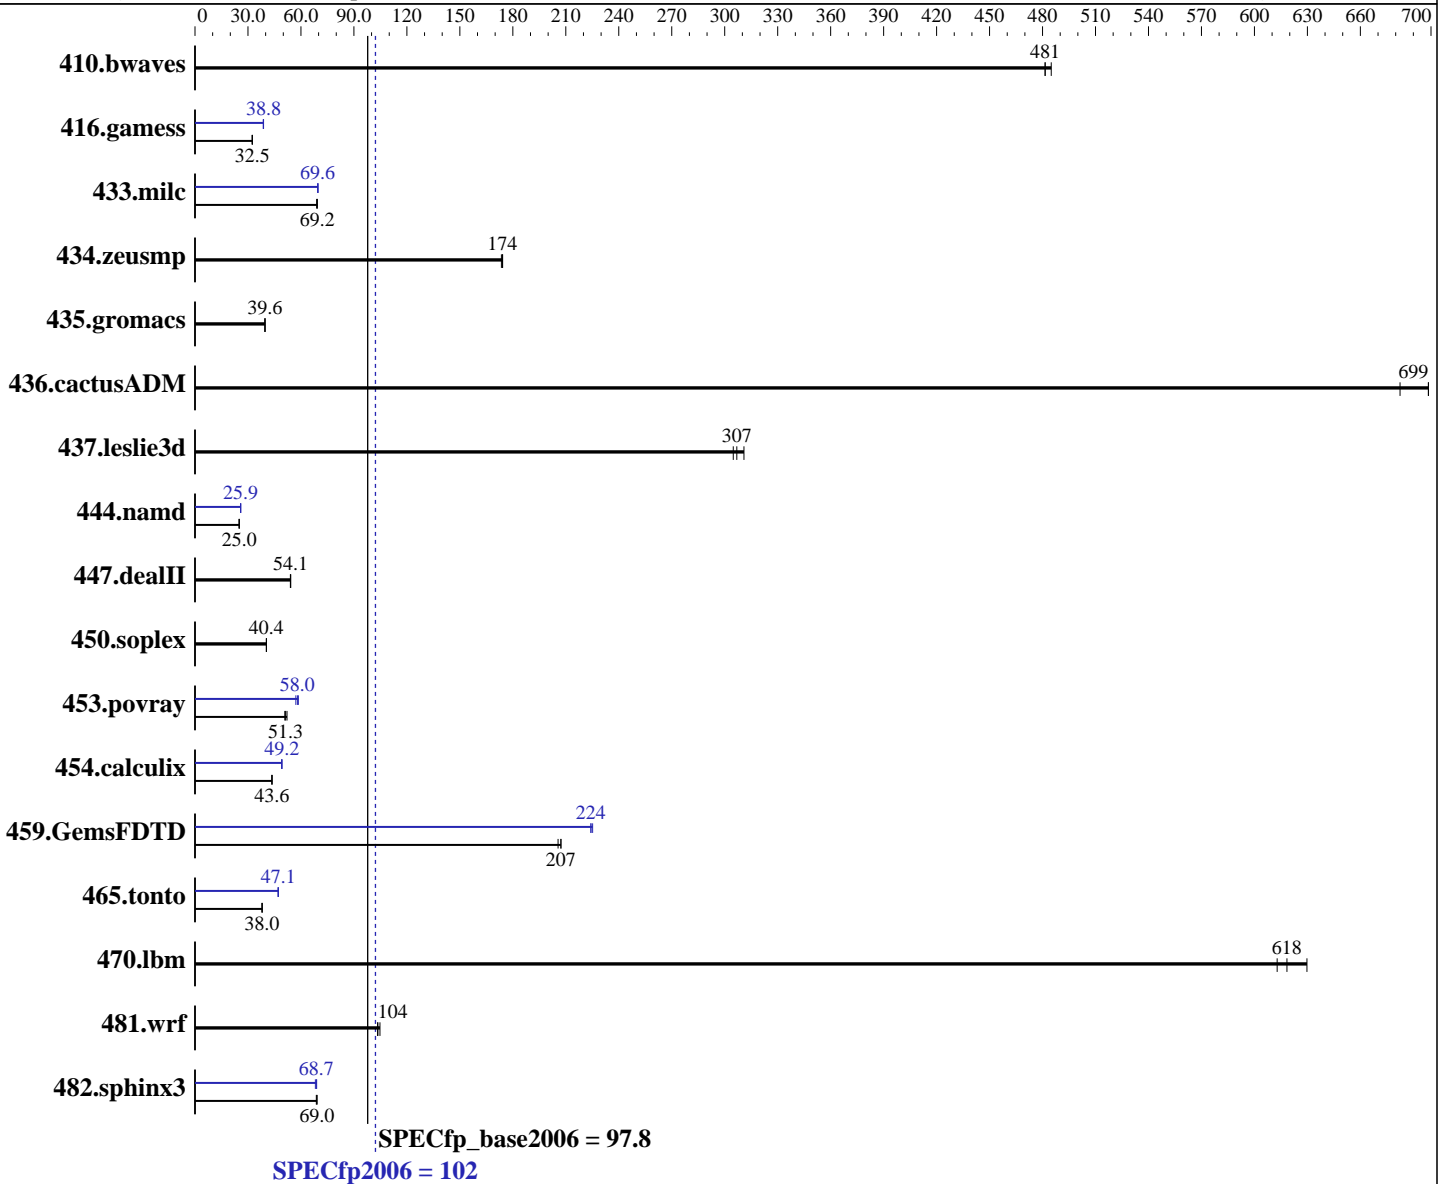 0 30.0 60.0 90.0 120 150 180 210 240 270 300 330 360 390 420 450 480 510 540 570 600 630 660 700
410.bwaves 481
38.8
416.gamess
32.5
69.6
433.milc
69.2
434.zeusmp 174
435.gromacs 39.6
436.cactusADM 699
437.leslie3d 307
25.9
444.namd
25.0
447.dealII 54.1
450.soplex 40.4
58.0
453.povray
51.3
49.2
454.calculix
43.6
224
459.GemsFDTD
207
47.1
465.tonto
38.0
470.lbm 618
481.wrf 104
68.7
482.sphinx3
69.0
SPECfp_base2006 = 97.8
SPECfp2006 = 102